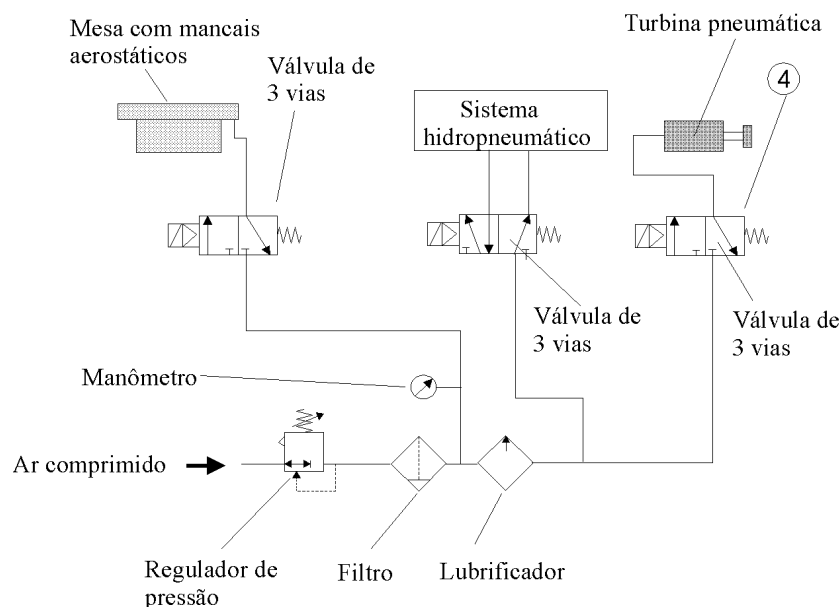 Mesa com mancais
aerostáticos
Válvula de
3 vias
Sistema
hidropneumático
Turbina pneumática
4
Válvula de
3 vias
Válvula de
3 vias
Manômetro
Ar comprimido
Regulador de
pressão
Filtro
Lubrificador